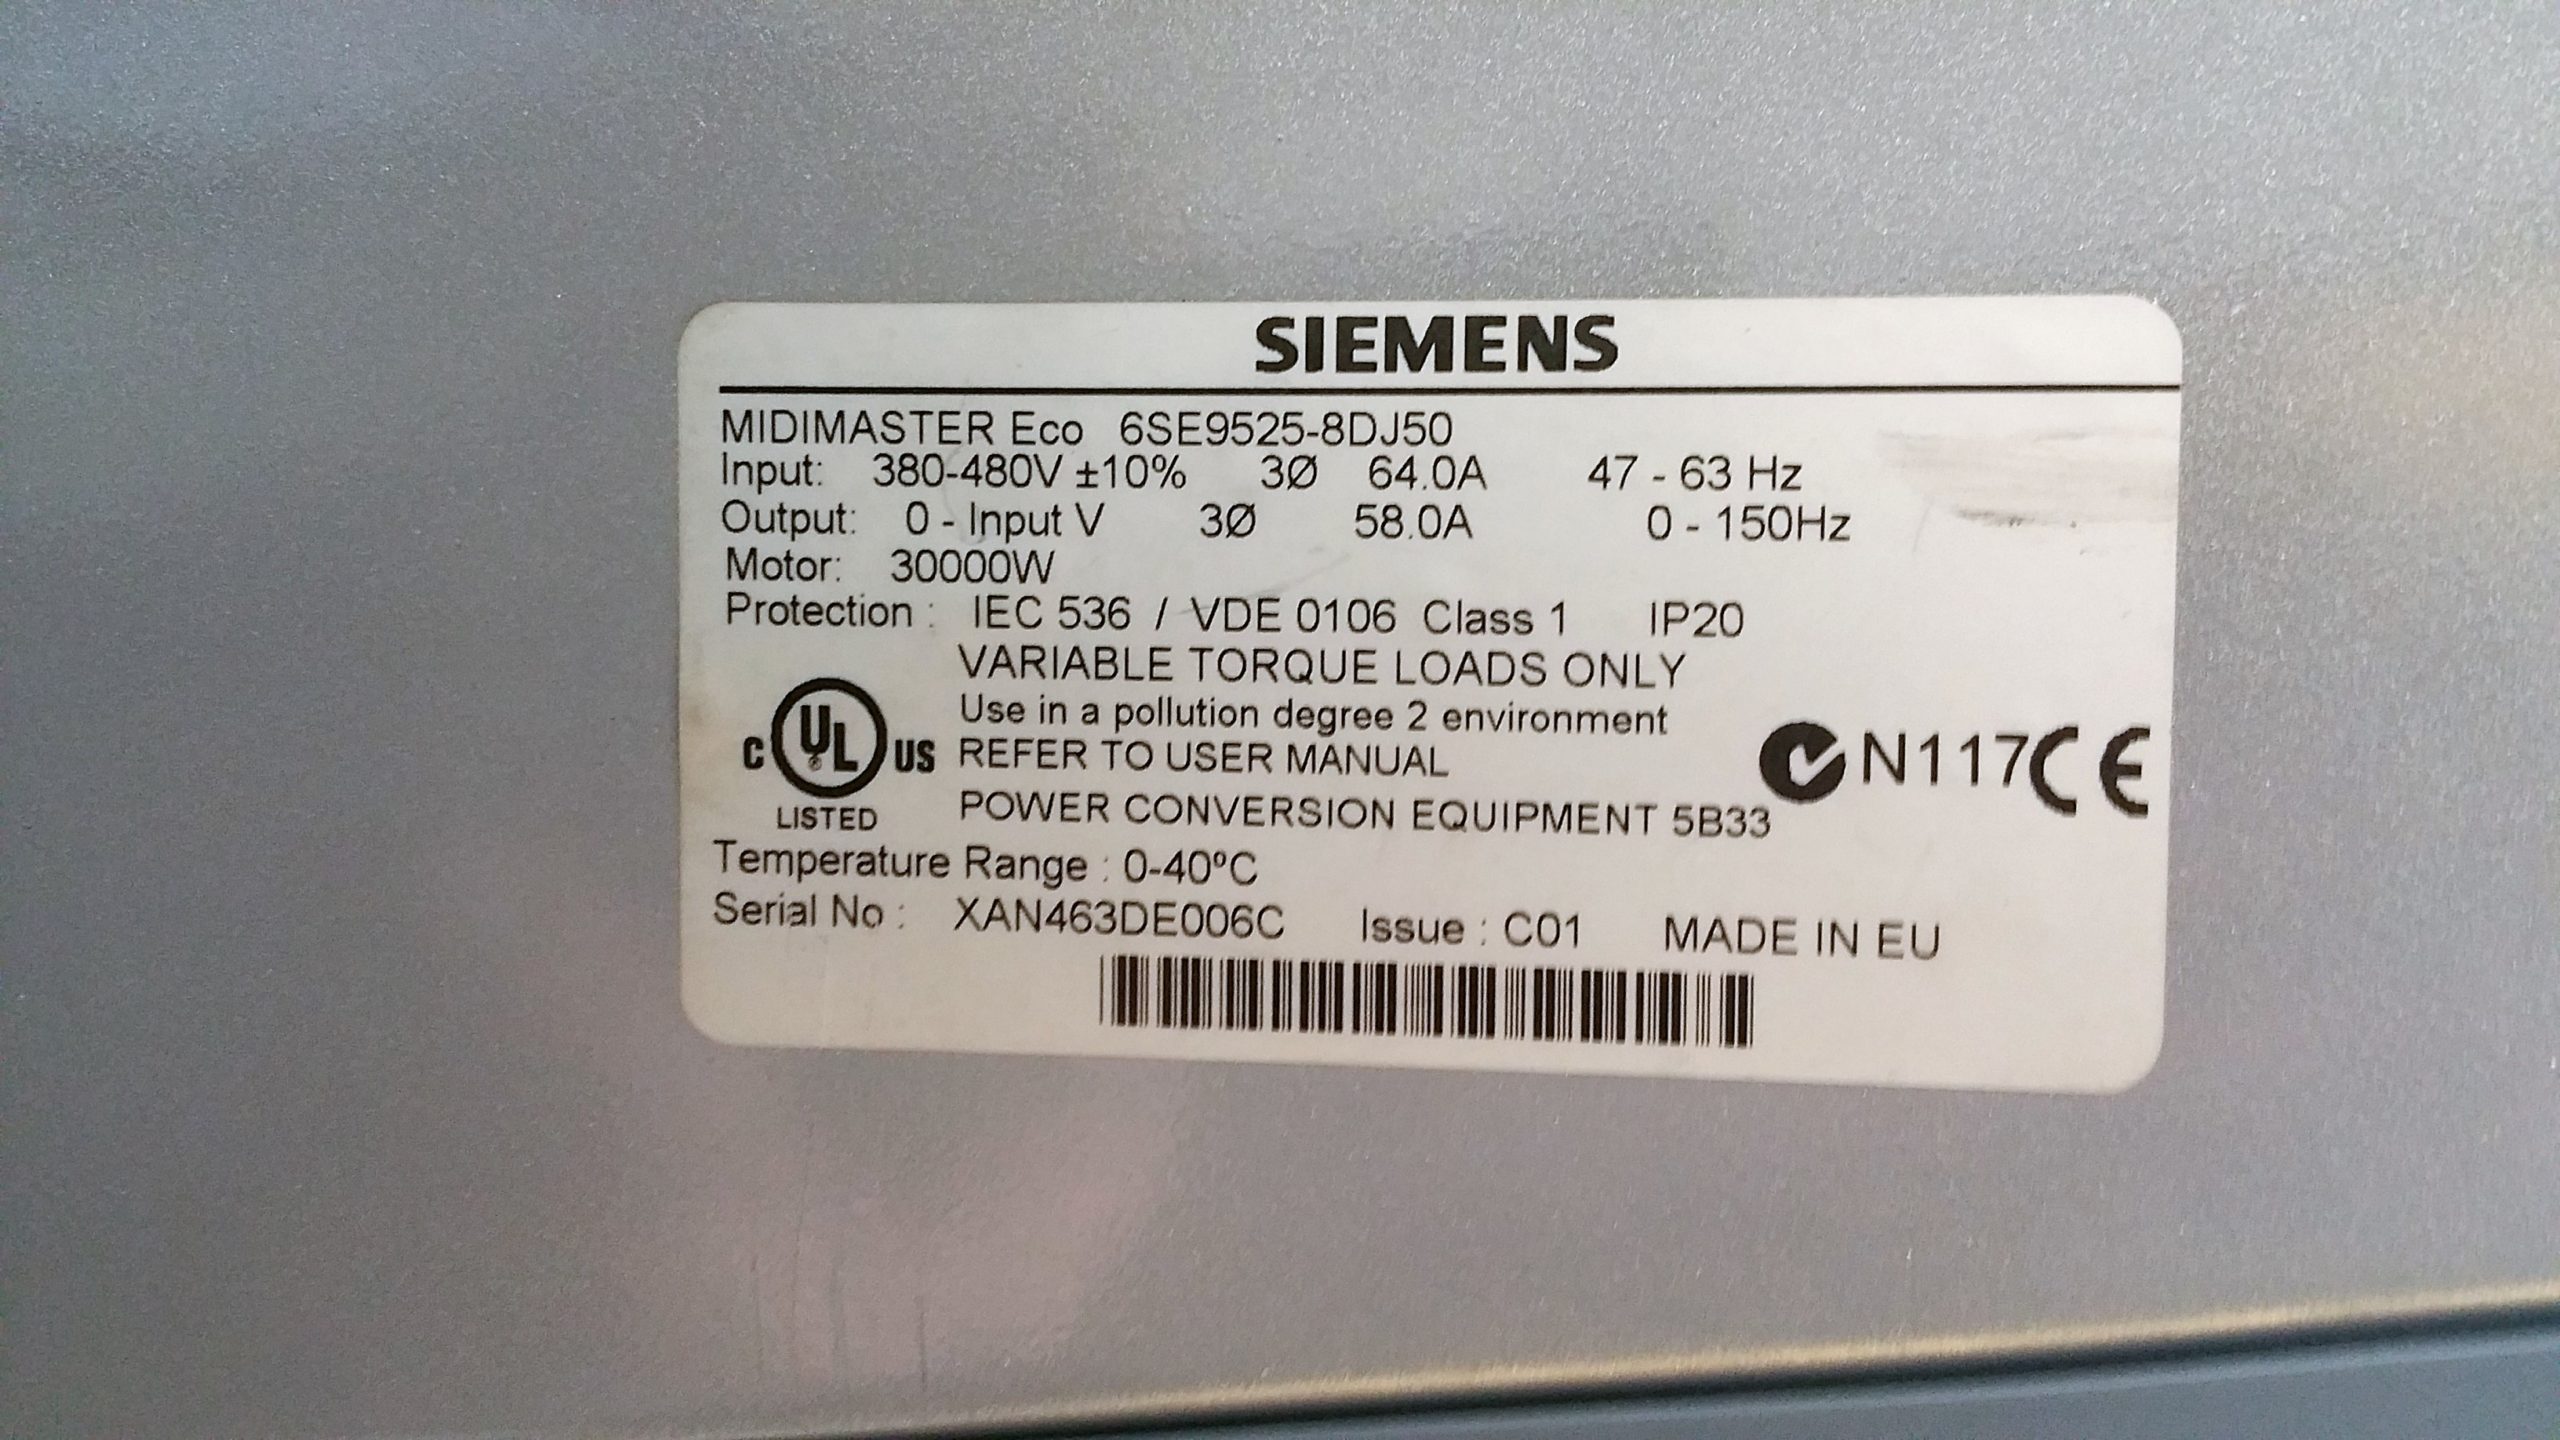 SIEMENS
MIDIMASTER Eco 6SE9525-8DJ50
Input: 380-480V ±10% 3Ø 64.0A 47 - 63 Hz
Output: 0 - Input V 3Ø 58.0A 0 - 150Hz
Motor: 30000W
Protection : IEC 536 / VDE 0106 Class 1 IP20
VARIABLE TORQUE LOADS ONLY
Use in a pollution degree 2 environment
C UL ® US REFER TO USER MANUAL
N117 CE
LISTED POWER CONVERSION EQUIPMENT 5B33
Temperature Range : 0-40ºC
Serial No : XAN463DE006C Issue : C01 MADE IN EU